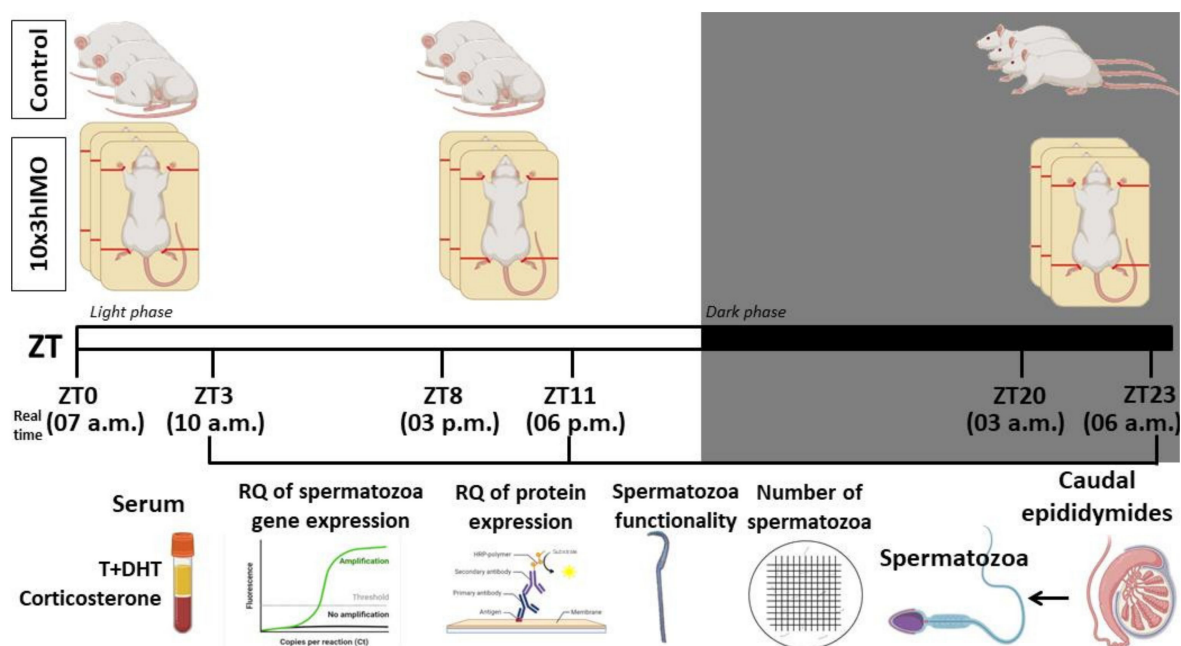 Control
10x3hIMO
Light phase
Dark phase
ZT
ZT0
ZT3
ZT8
ZT11
ZT20
ZT23
Real
time
(07 a.m.)
(10 a.m.)
(03 p.m.)
(06 p.m.)
(03 a.m.)
(06 a.m.)
Serum
T+DHT
Corticosterone
RQ of spermatozoa
gene expression
Fluorescence
Amplification
Threshold
No amplification
Copies per reaction (Ct)
RQ of protein
expression
HRP-polymer
Substrate
Secondary antibody
Primary antibody
Antigen
Membrane
Spermatozoa
functionality
Number of
spermatozoa
Spermatozoa
Caudal
epididymides